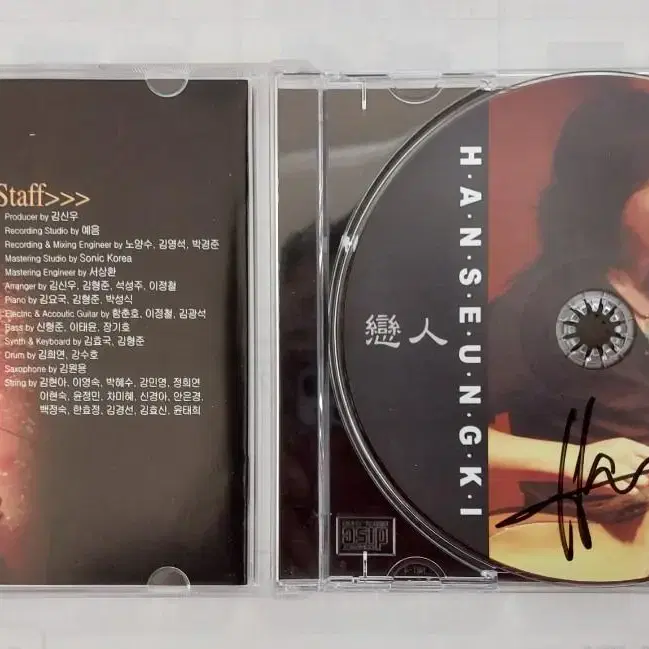 Staff>>>
Producer by 김신우
Recording Studio by 예음
Recording & Mixing Engineer by 노양수, 김영석, 박경준
Mastering Studio by Sonic Korea
Mastering Engineer by 서상환
Arranger by 김신우, 김형준, 석성주, 이정철
Piano by 김요국, 김형준, 박성식
Electric & Accoutic Guitar by 함춘호, 이정철, 김광석
Bass by 신형준, 이태윤, 장기호
Synth & Keyboard by 김효국, 김형준
Drum by 김희연, 강수호
Saxophone by 김원용
String by 김현아, 이영숙, 박혜수, 강민영, 정희연
이현숙, 윤정민, 차미혜, 신경아, 안은경,
백정숙, 한효정, 김경선, 김효신, 윤태희
H·A·N·S·E·U·N·G·K·I
戀人
disc